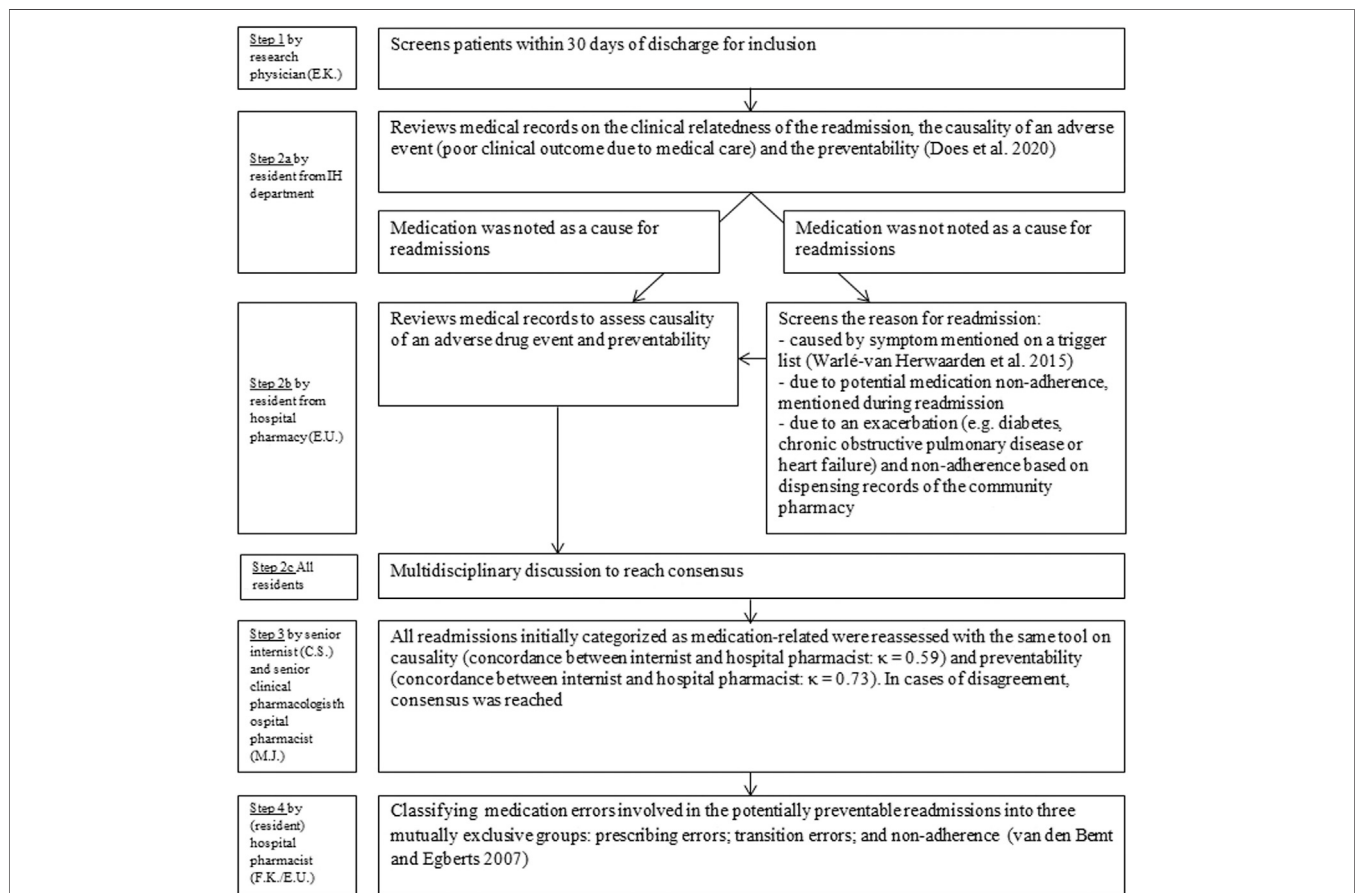 Step 1 by
research
physician (E.K.)
Screens patients within 30 days of discharge for inclusion
Step 2a by
resident from IH
department
Reviews medical records on the clinical relatedness of the readmission, the causality of an adverse
event (poor clinical outcome due to medical care) and the preventability (Does et al. 2020)
Medication was noted as a cause for
readmissions
Medication was not noted as a cause for
readmissions
Step 2b by
resident from
hospital
pharmacy (E.U.)
Reviews medical records to assess causality
of an adverse drug event and preventability
Screens the reason for readmission:
- caused by symptom mentioned on a trigger
list (Warlé-van Herwaarden et al. 2015)
- due to potential medication non-adherence,
mentioned during readmission
- due to an exacerbation (e.g. diabetes,
chronic obstructive pulmonary disease or
heart failure) and non-adherence based on
dispensing records of the community
pharmacy
Step 2c All
residents
Multidisciplinary discussion to reach consensus
Step 3 by senior
internist (C.S.)
and senior
clinical
pharmacologist h
ospital
pharmacist
(M.J.)
All readmissions initially categorized as medication-related were reassessed with the same tool on
causality (concordance between internist and hospital pharmacist: κ = 0.59) and preventability
(concordance between internist and hospital pharmacist: κ = 0.73). In cases of disagreement,
consensus was reached
Step 4 by
(resident)
hospital
pharmacist
(F.K./E.U.)
Classifying medication errors involved in the potentially preventable readmissions into three
mutually exclusive groups: prescribing errors; transition errors; and non-adherence (van den Bemt
and Egberts 2007)